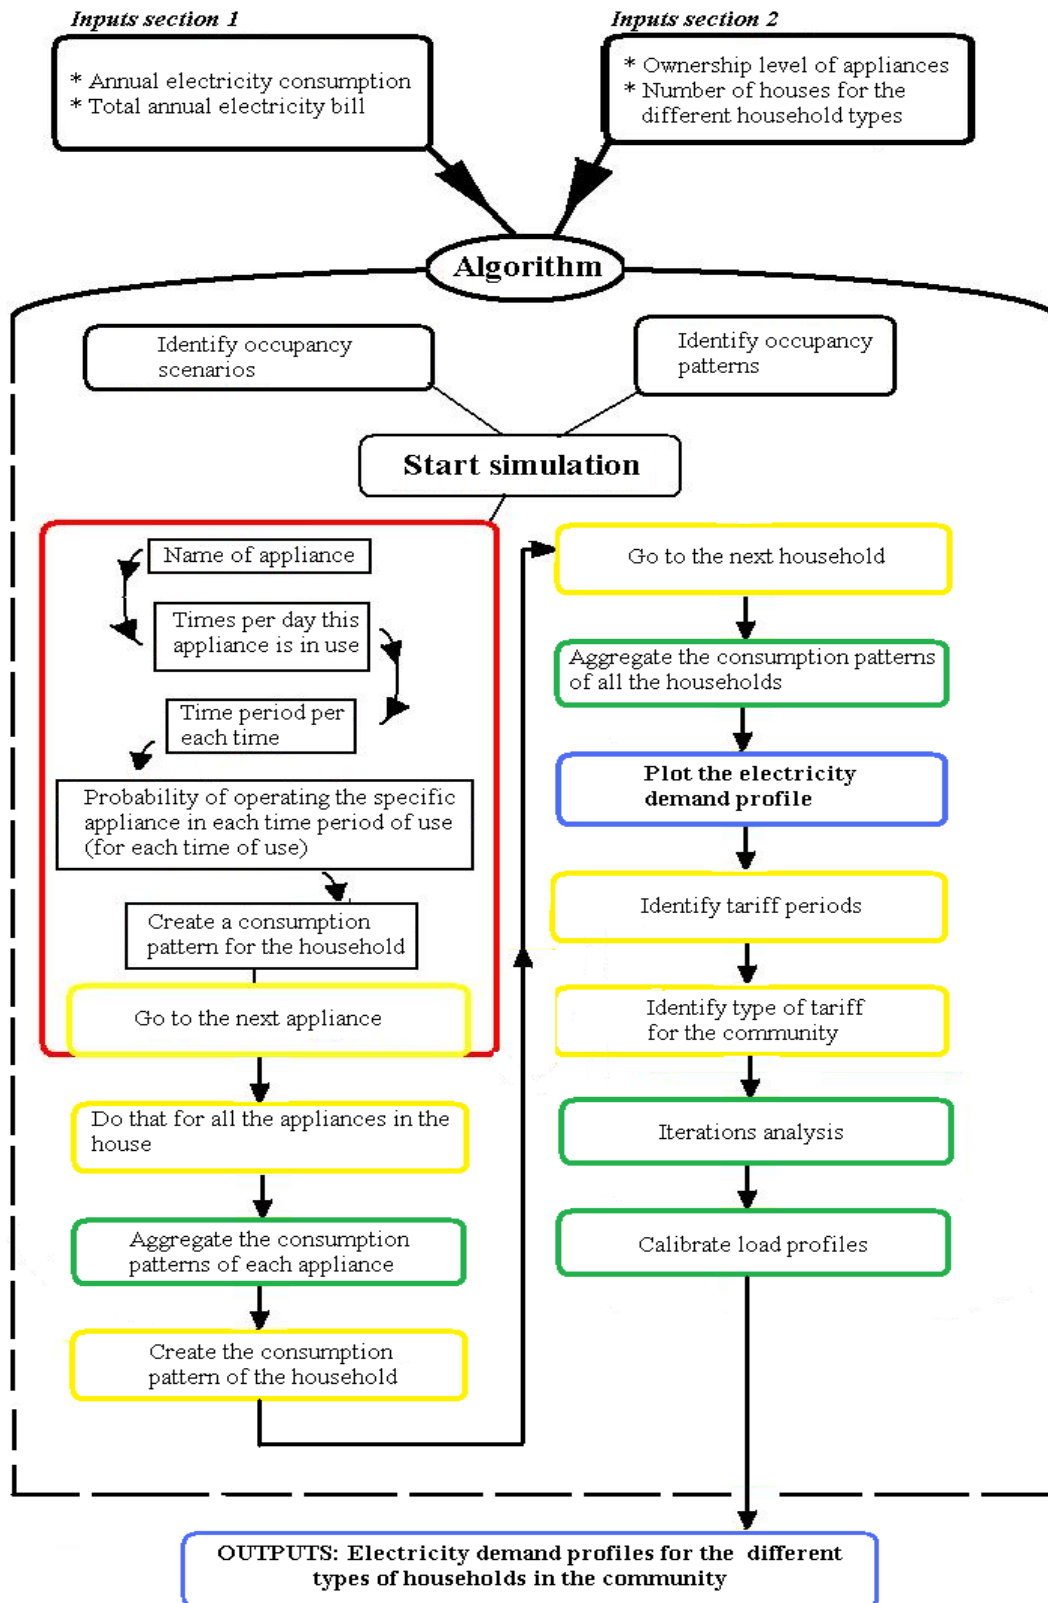 Inputs section 1
Inputs section 2
* Annual electricity consumption
* Total annual electricity bill
* Ownership level of appliances
* Number of houses for the
different household types
Algorithm
Identify occupancy
scenarios
Identify occupancy
patterns
Start simulation
Name of appliance
Times per day this
appliance is in use
Time period per
each time
Probability of operating the specific
appliance in each time period of use
(for each time of use)
Create a consumption
pattern for the household
Go to the next appliance
Do that for all the appliances in the
house
Aggregate the consumption
patterns of each appliance
Create the consumption
pattern of the household
Go to the next household
Aggregate the consumption patterns
of all the households
Plot the electricity
demand profile
Identify tariff periods
Identify type of tariff
for the community
Iterations analysis
Calibrate load profiles
OUTPUTS: Electricity demand profiles for the different
types of households in the community